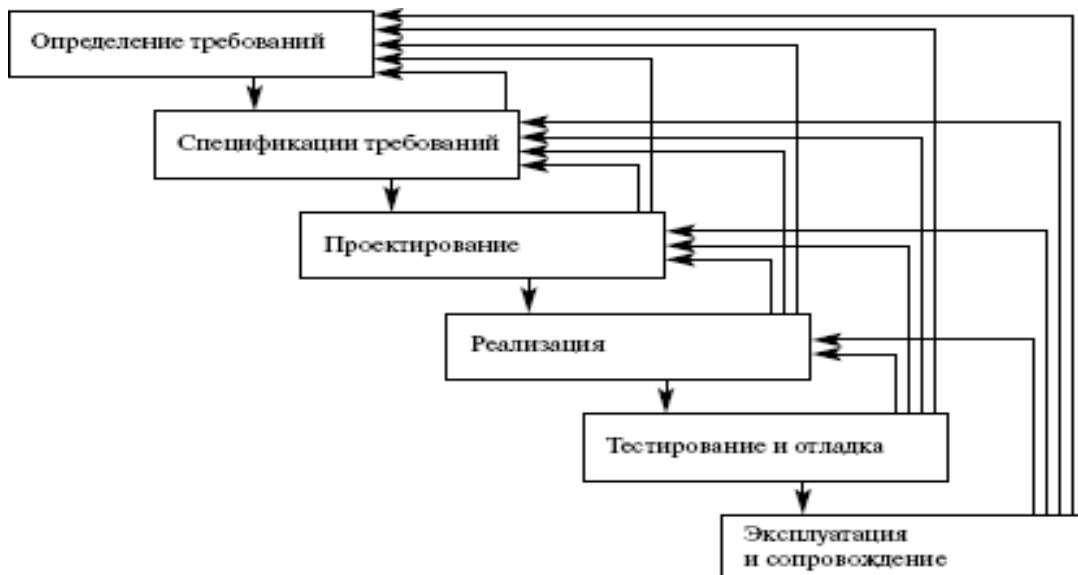 Определение требований
Спецификации требований
Проектирование
Реализация
Тестирование и отладка
Эксплуатация
и сопровождение